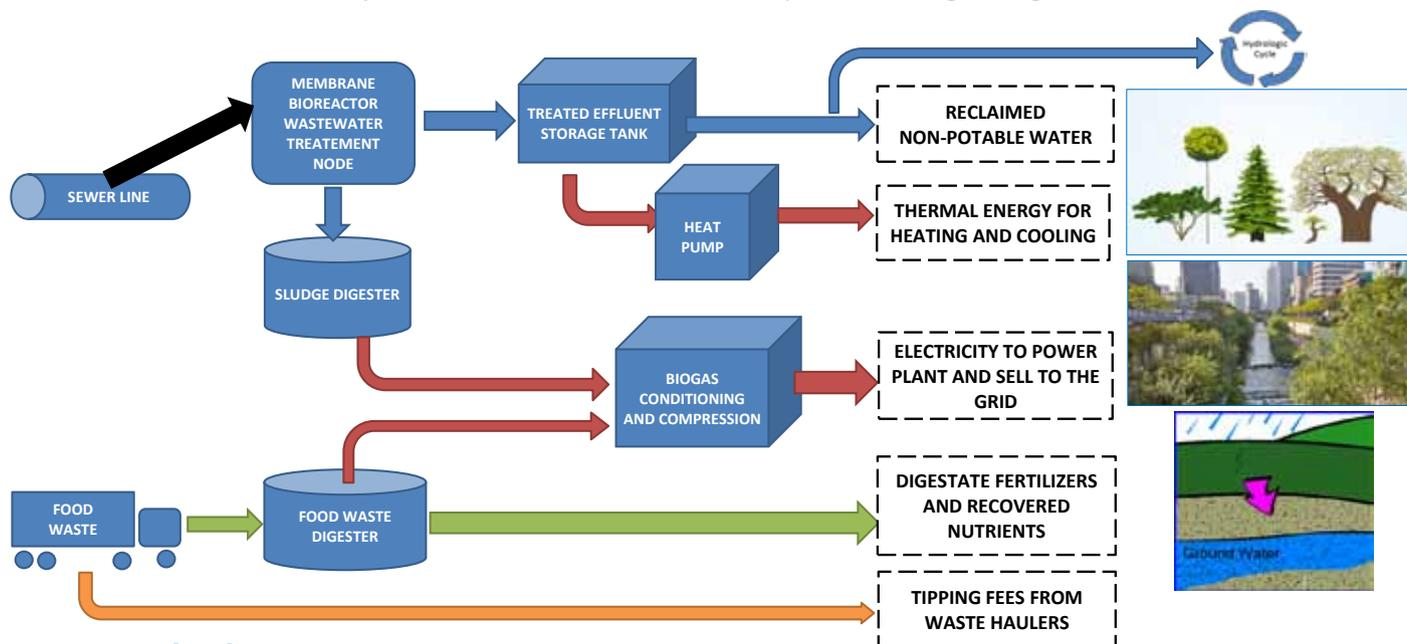 Hydrologic
Cycle
MEMBRANE
BIOREACTOR
WASTEWATER
TREATEMENT
NODE
TREATED EFFLUENT
STORAGE TANK
RECLAIMED
NON-POTABLE WATER
SEWER LINE
HEAT
PUMP
THERMAL ENERGY FOR
HEATING AND COOLING
SLUDGE DIGESTER
BIOGAS
CONDITIONING
AND COMPRESSION
ELECTRICITY TO POWER
PLANT AND SELL TO THE
GRID
FOOD
WASTE
FOOD WASTE
DIGESTER
DIGESTATE FERTILIZERS
AND RECOVERED
NUTRIENTS
Ground Water
TIPPING FEES FROM
WASTE HAULERS